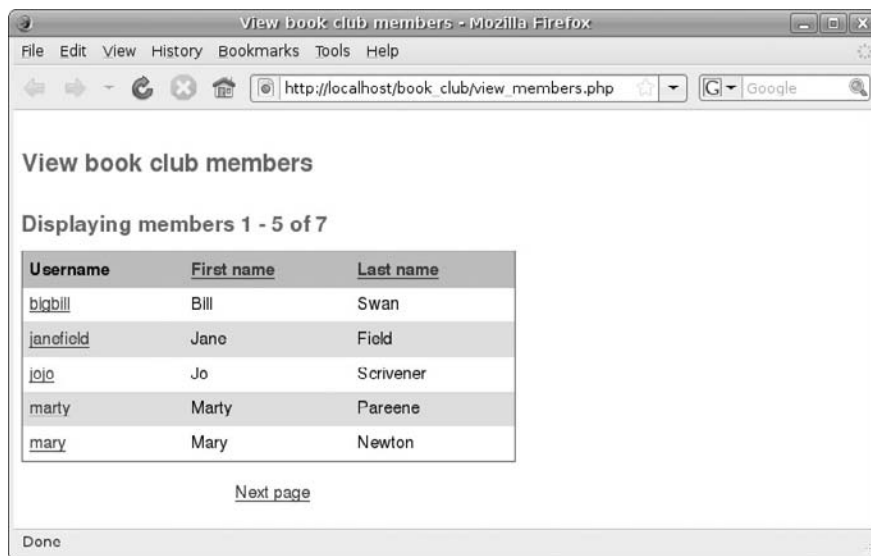 View book club members - Mozilla Firefox
File Edit View History Bookmarks Tools Help
http://localhost/book_club/view_members.php G Google
View book club members
Displaying members 1 - 5 of 7
Username First name Last name
bigbill Bill Swan
janefield Jane Field
jojo Jo Scrivener
marty Marty Pareene
mary Mary Newton
Next page
Done